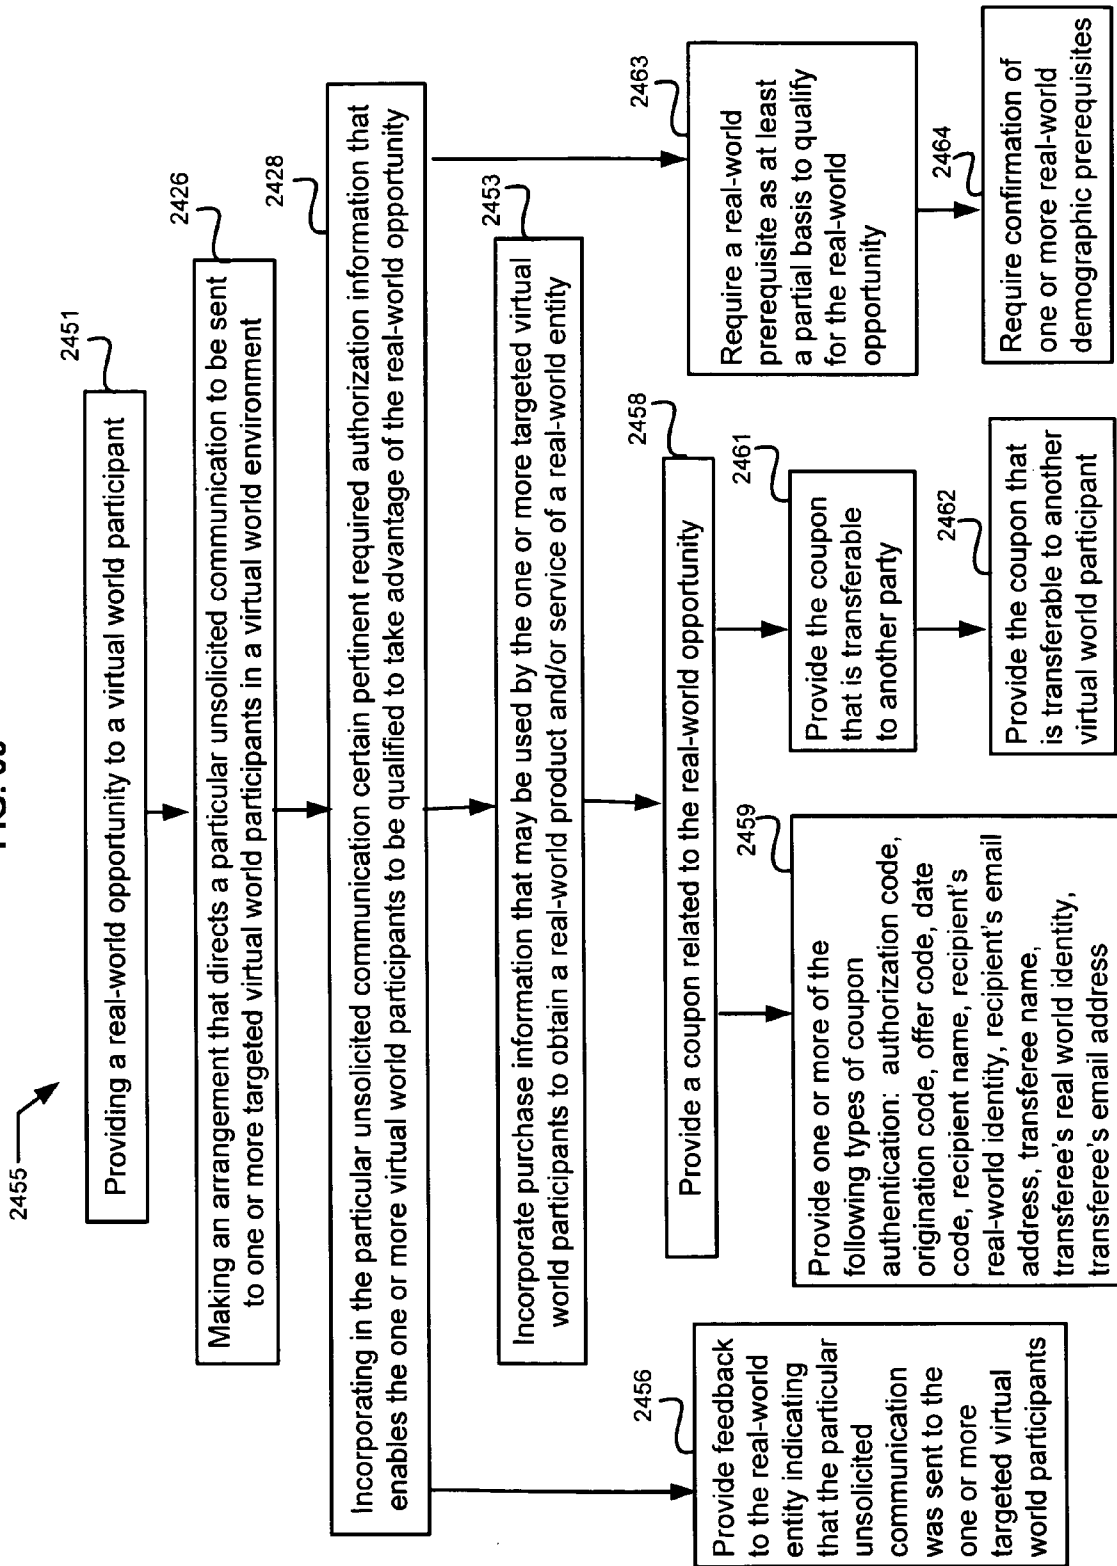 2455
2451
Providing a real-world opportunity to a virtual world participant
2426
Making an arrangement that directs a particular unsolicited communication to be sent
to one or more targeted virtual world participants in a virtual world environment
2428
Incorporating in the particular unsolicited communication certain pertinent required authorization information that
enables the one or more virtual world participants to be qualified to take advantage of the real-world opportunity
2453
Incorporate purchase information that may be used by the one or more targeted virtual
world participants to obtain a real-world product and/or service of a real-world entity
2456
Provide feedback
to the real-world
entity indicating
that the particular
unsolicited
communication
was sent to the
one or more
targeted virtual
world participants
2458
Provide a coupon related to the real-world opportunity
2459
Provide one or more of the
following types of coupon
authentication: authorization code,
origination code, offer code, date
code, recipient name, recipient's
real-world identity, recipient's email
address, transferee name,
transferee's real world identity,
transferee's email address
2461
Provide the coupon
that is transferable
to another party
2462
Provide the coupon that
is transferable to another
virtual world participant
2463
Require a real-world
prerequisite as at least
a partial basis to qualify
for the real-world
opportunity
2464
Require confirmation of
one or more real-world
demographic prerequisites